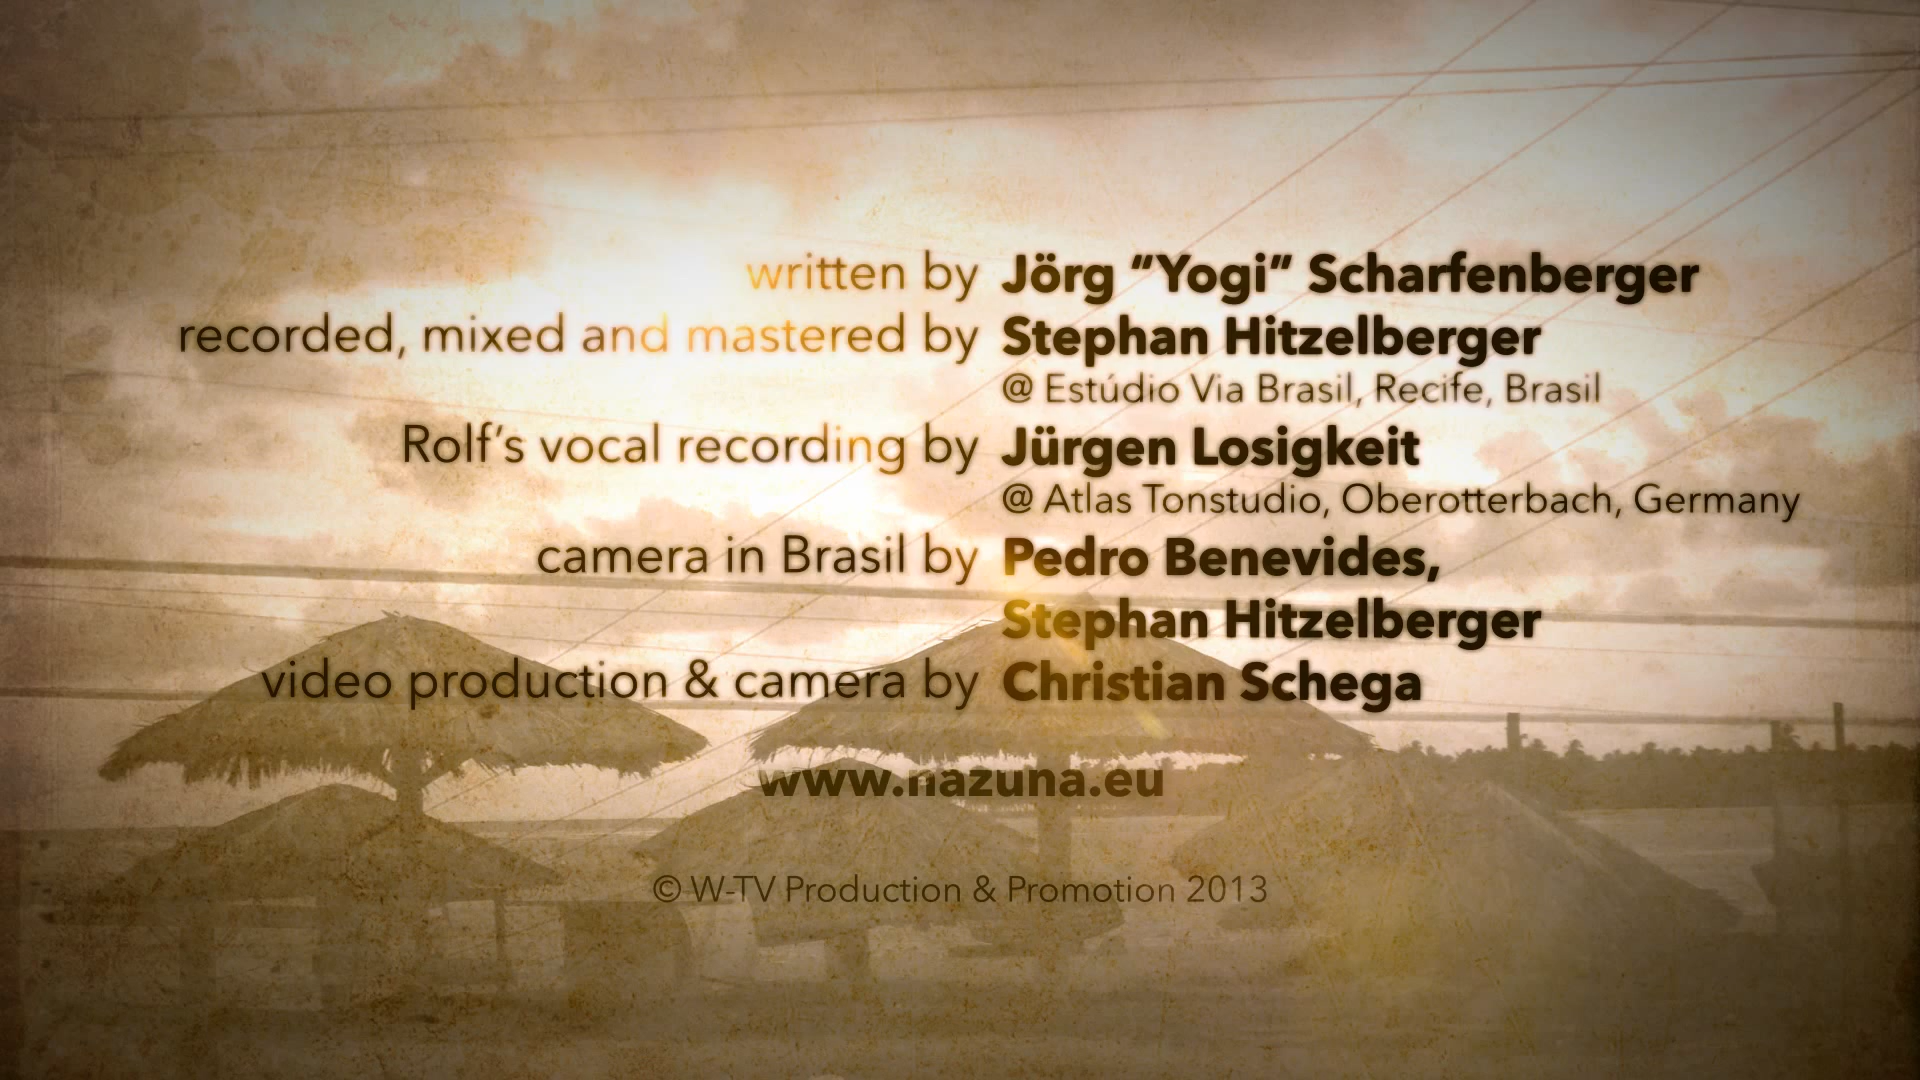 written by Jörg “Yogi” Scharfenberger
recorded, mixed and mastered by Stephan Hitzelberger
@ Estúdio Via Brasil, Recife, Brasil
Rolf’s vocal recording by Jürgen Losigkeit
@ Atlas Tonstudio, Oberotterbach, Germany
camera in Brasil by Pedro Benevides,
Stephan Hitzelberger
video production & camera by Christian Schega
www.nazuna.eu
© W-TV Production & Promotion 2013